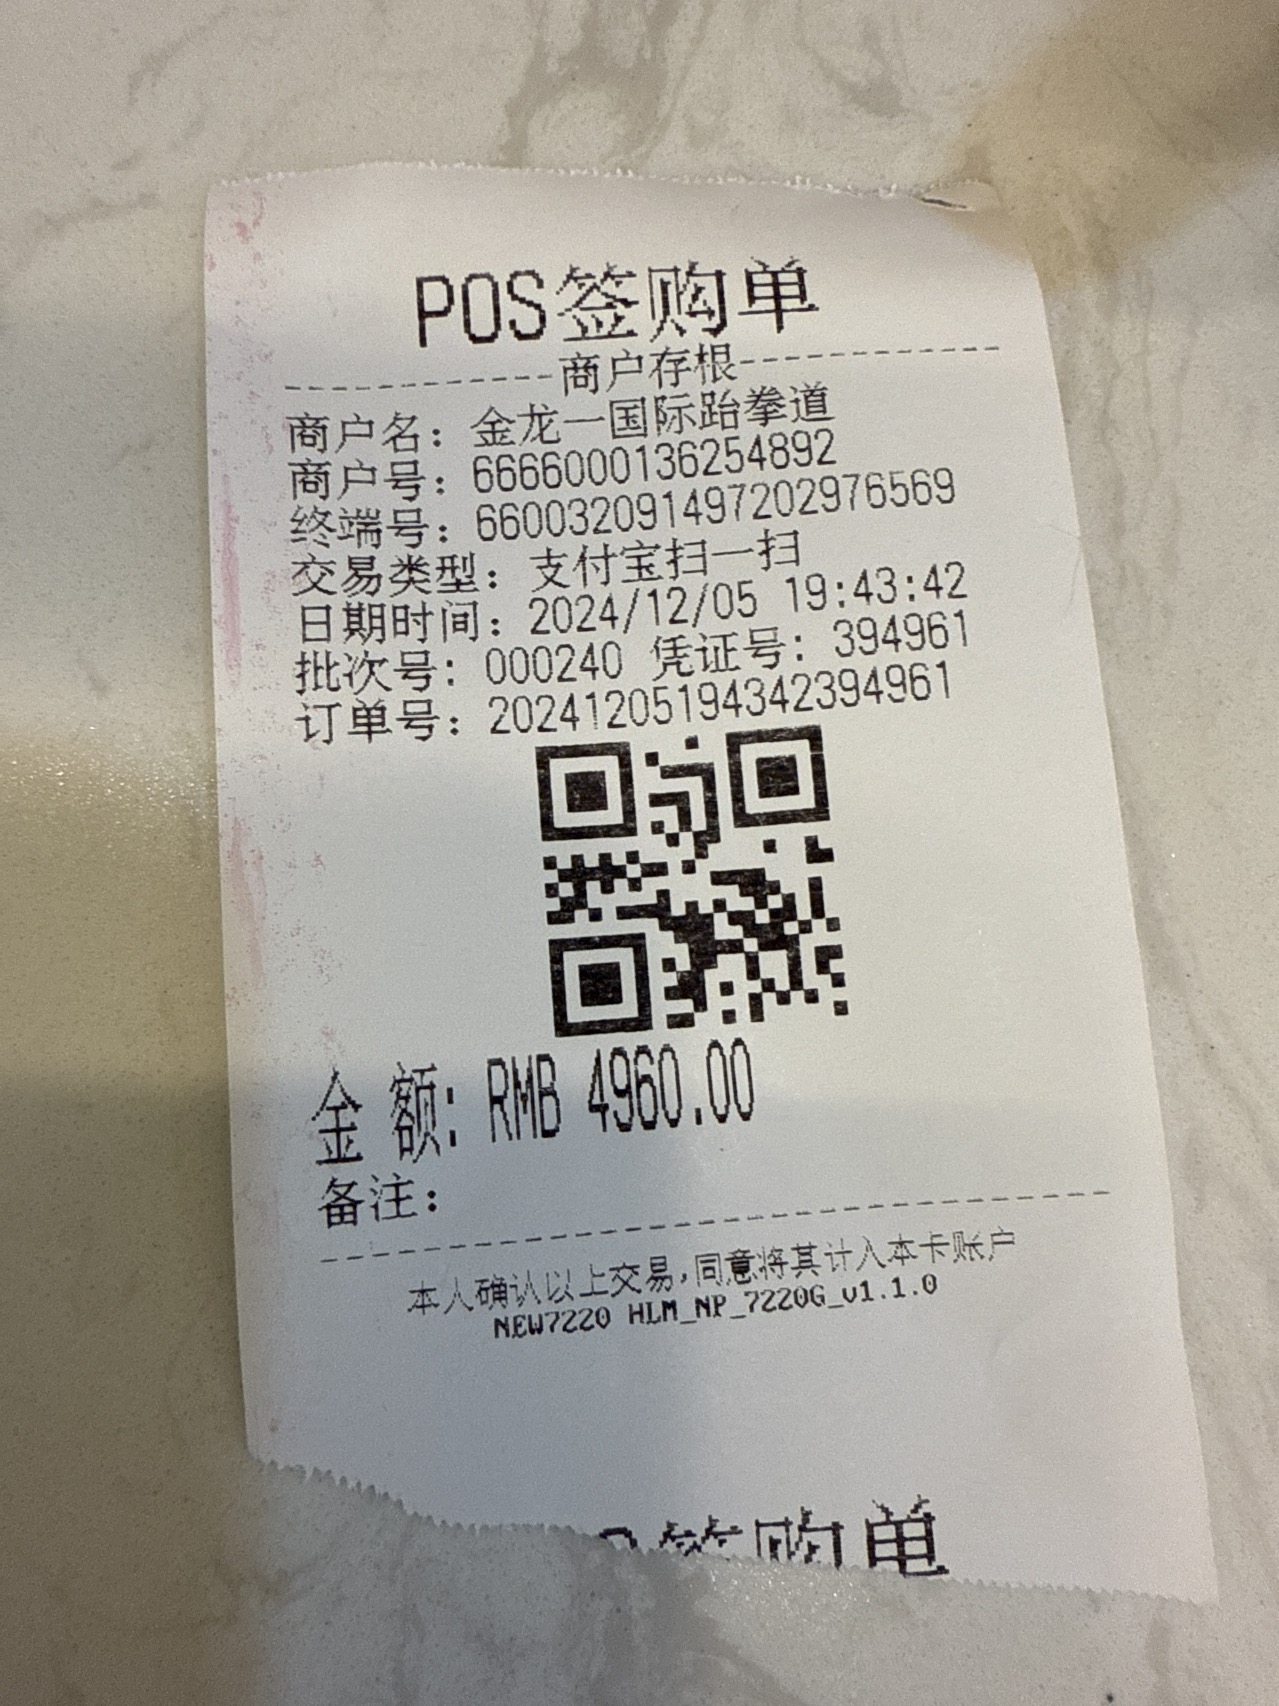 POS签购单
商户存根
商户名：金龙一国际跆拳道
商户号：6666000136254892
终端号：660032091497202976569
交易类型：支付宝扫一扫
日期时间：2024/12/05 19:43:42
批次号：000240 凭证号：394961
订单号：20241205194342394961
金 额：RMB 4960.00
备注：
本人确认以上交易，同意将其计入本卡账户
NEW7220 HLM_NP_7220G_v1.1.0
签购单